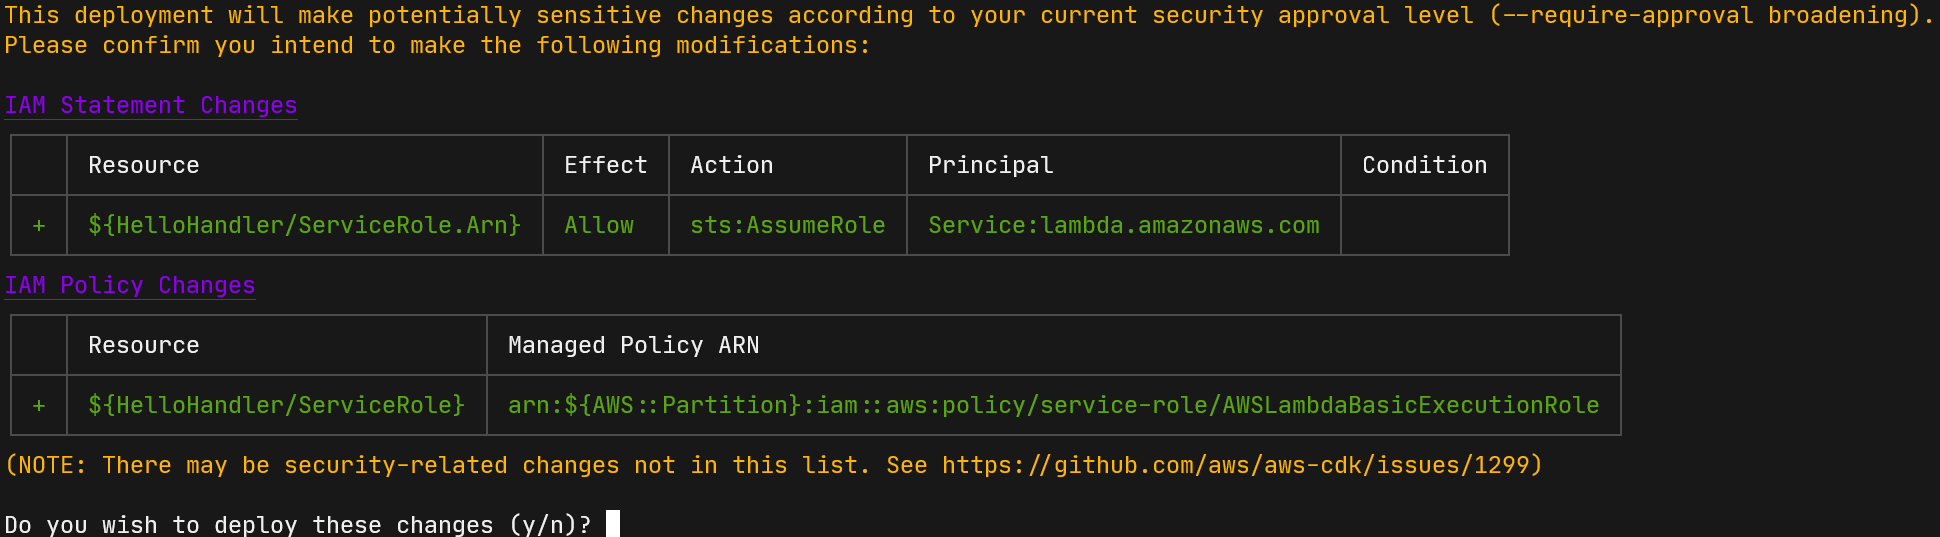 This deployment will make potentially sensitive changes according to your current security approval level (--require-approval broadening).
Please confirm you intend to make the following modifications:
IAM Statement Changes
Resource Effect Action Principal Condition
+ ${HelloHandler/ServiceRole.Arn} Allow sts:AssumeRole Service:lambda.amazonaws.com
IAM Policy Changes
Resource Managed Policy ARN
+ ${HelloHandler/ServiceRole} arn:${AWS::Partition}:iam::aws:policy/service-role/AWSLambdaBasicExecutionRole
(NOTE: There may be security-related changes not in this list. See https://github.com/aws/aws-cdk/issues/1299)
Do you wish to deploy these changes (y/n)?